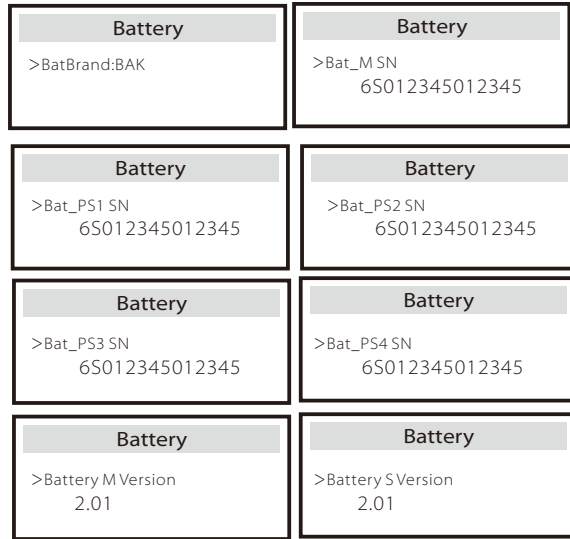 Battery
>BatBrand:BAK
Battery
>Bat_M SN
6S012345012345
Battery
>Bat_PS1 SN
6S012345012345
Battery
>Bat_PS2 SN
6S012345012345
Battery
>Bat_PS3 SN
6S012345012345
Battery
>Bat_PS4 SN
6S012345012345
Battery
>Battery M Version
2.01
Battery
>Battery S Version
2.01